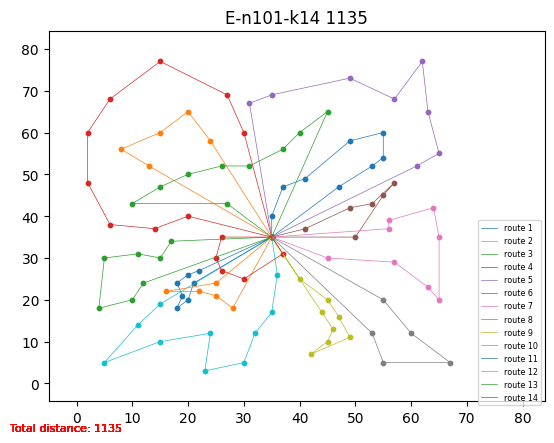 E-n101-k14 1135
80
70
60
50
40
30
20
10
0
0 10 20 30 40 50 60 70 80
route 1
route 2
route 3
route 4
route 5
route 6
route 7
route 8
route 9
route 10
route 11
route 12
route 13
route 14
Total distance: 1135